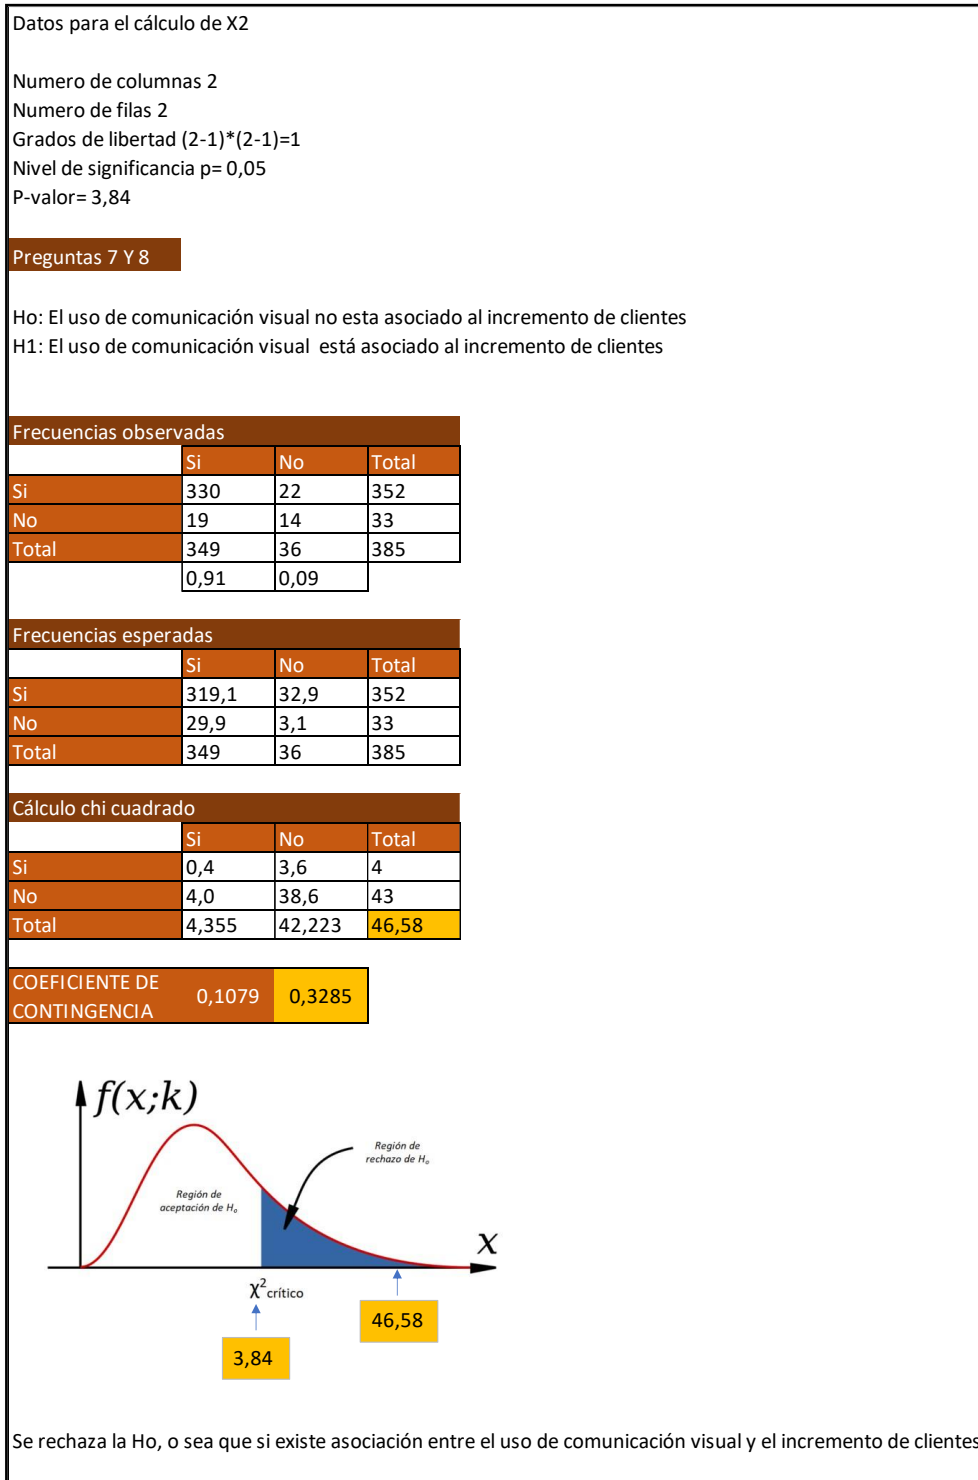 Datos para el cálculo de X2
Numero de columnas 2
Numero de filas 2
Grados de libertad (2-1)*(2-1)=1
Nivel de significancia p= 0,05
P-valor= 3,84
Preguntas 7 Y 8
Ho: El uso de comunicación visual no esta asociado al incremento de clientes
H1: El uso de comunicación visual  está asociado al incremento de clientes
Frecuencias observadas
Si No Total
Si 330 22 352
No 19 14 33
Total 349 36 385
0,91 0,09
Frecuencias esperadas
Si No Total
Si 319,1 32,9 352
No 29,9 3,1 33
Total 349 36 385
Cálculo chi cuadrado
Si No Total
Si 0,4 3,6 4
No 4,0 38,6 43
Total 4,355 42,223 46,58
COEFICIENTE DE
CONTINGENCIA 0,1079 0,3285
f(x;k)
Región de
rechazo de Hₒ
Región de
aceptación de Hₒ
x
χ²crítico
46,58
3,84
Se rechaza la Ho, o sea que si existe asociación entre el uso de comunicación visual y el incremento de clientes